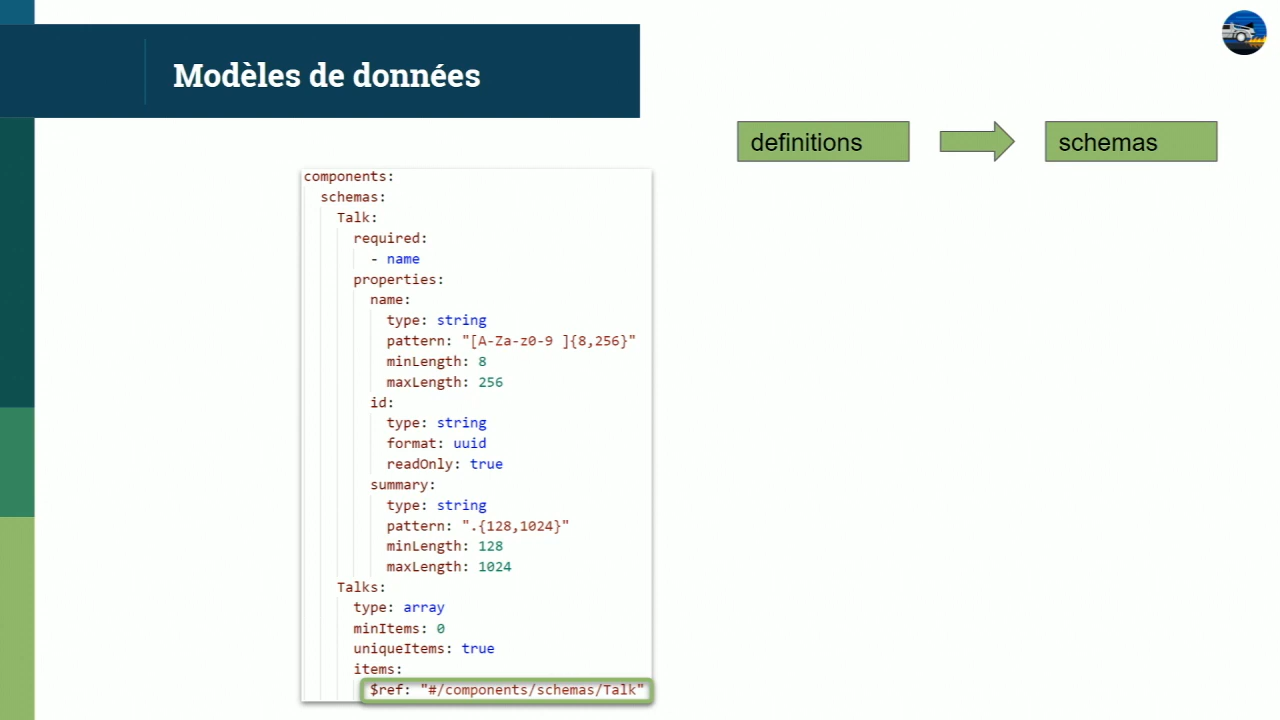 Modèles de données
definitions
schemas
components:
  schemas:
    Talk:
      required:
        - name
      properties:
        name:
          type: string
          pattern: "[A-Za-z0-9 ]{8,256}"
          minLength: 8
          maxLength: 256
        id:
          type: string
          format: uuid
          readOnly: true
        summary:
          type: string
          pattern: ".{128,1024}"
          minLength: 128
          maxLength: 1024
    Talks:
      type: array
      minItems: 0
      uniqueItems: true
      items:
        $ref: "#/components/schemas/Talk"